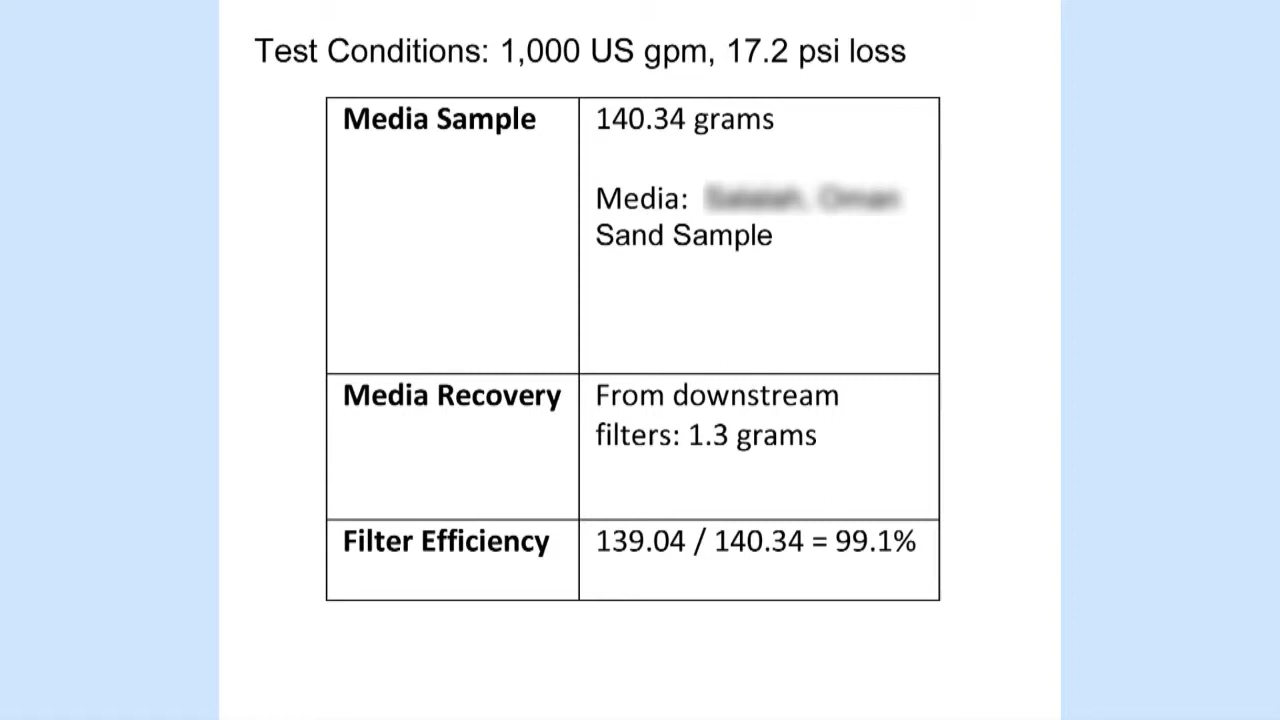 Test Conditions: 1,000 US gpm, 17.2 psi loss
Media Sample
140.34 grams
Media:
Sand Sample
Media Recovery
From downstream
filters: 1.3 grams
Filter Efficiency
139.04 / 140.34 = 99.1%